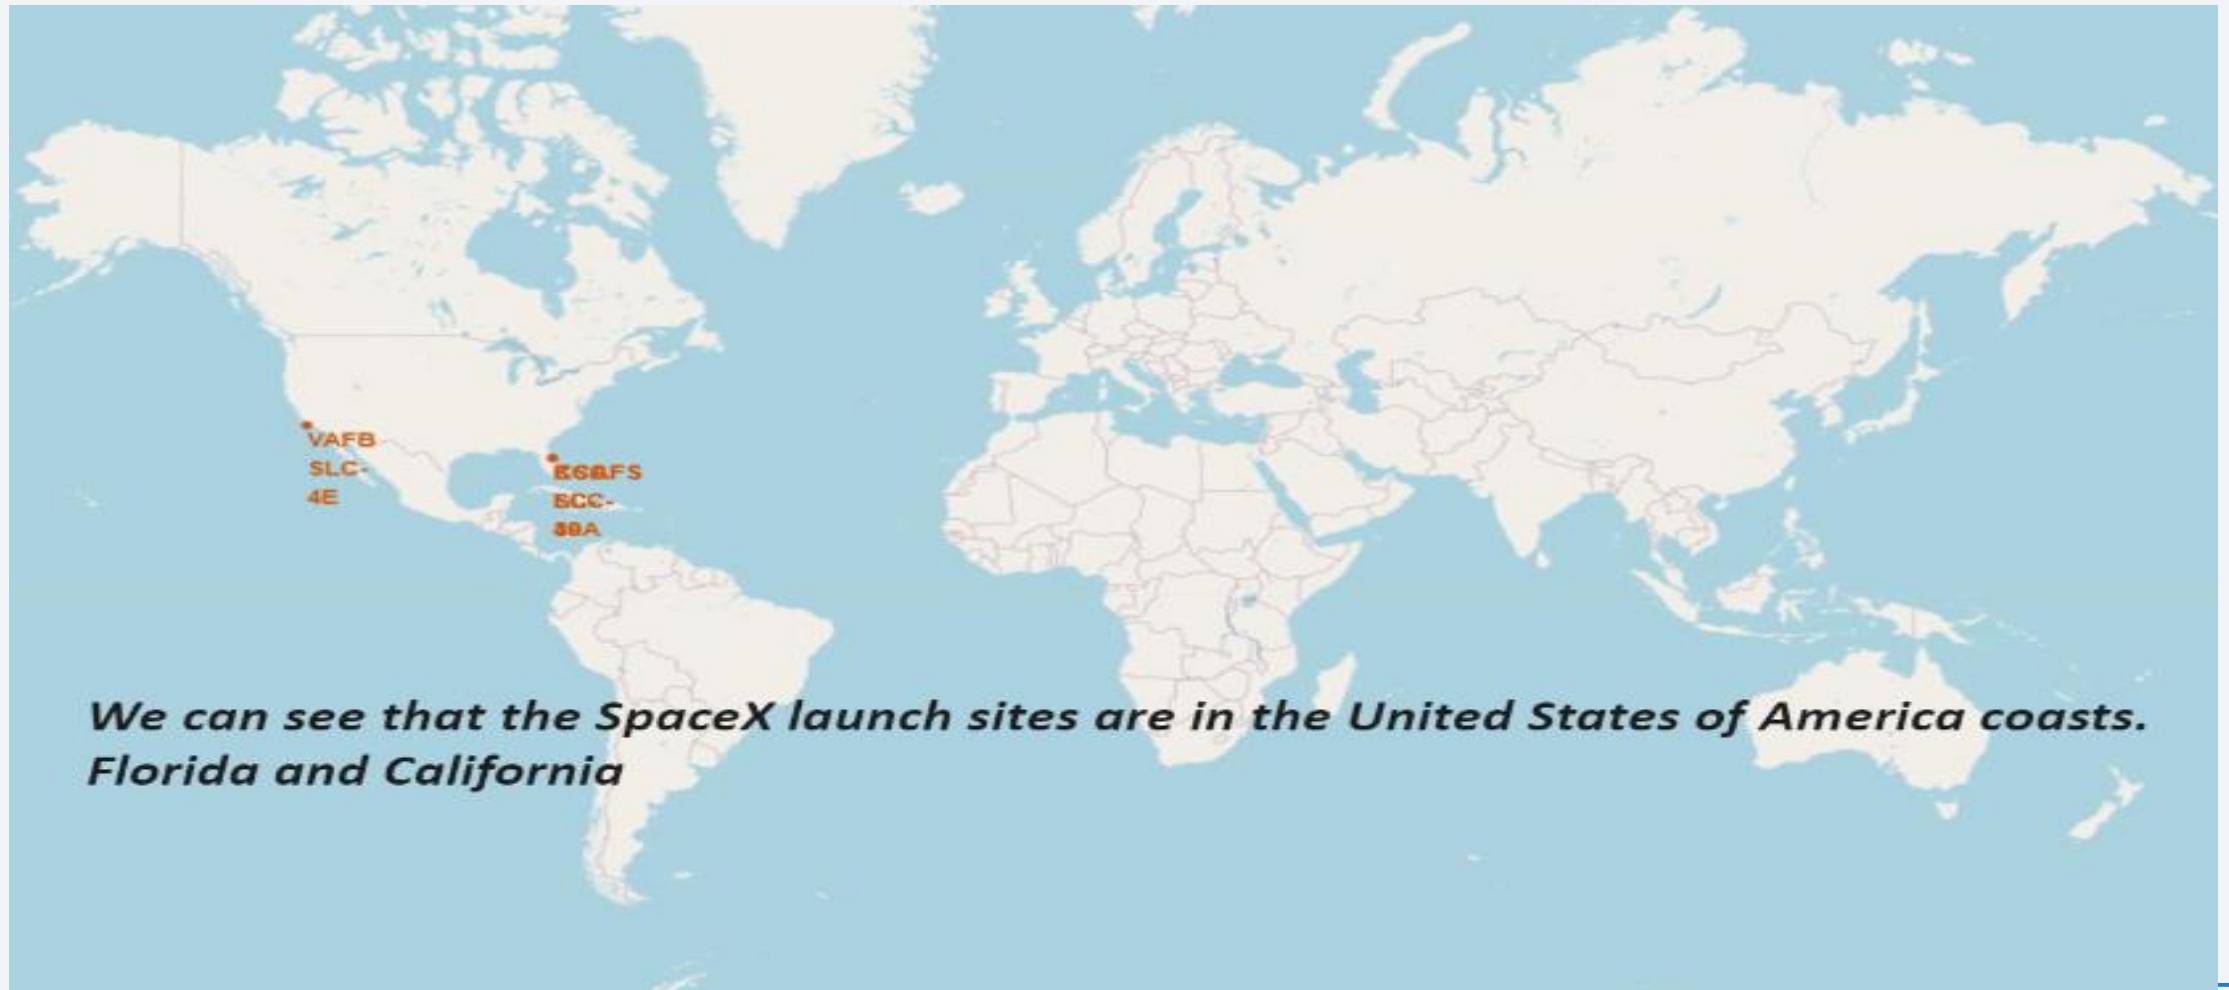 VAFB
SLC-
4E
We can see that the SpaceX launch sites are in the United States of America coasts.
Florida and California